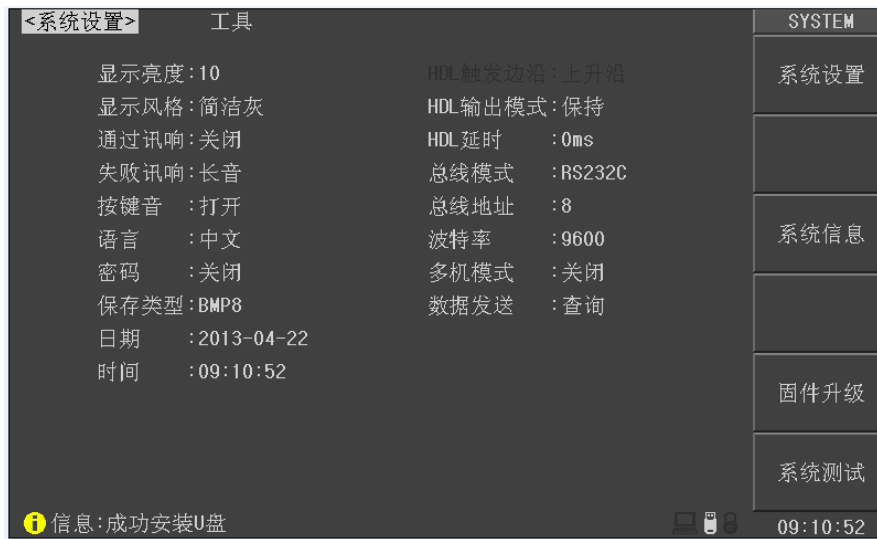 <系统设置> 工具
显示亮度:10
显示风格:简洁灰
通过讯响:关闭
失败讯响:长音
按键音 :打开
语言 :中文
密码 :关闭
保存类型:BMP8
日期 :2013-04-22
时间 :09:10:52
HDL触发边沿:上升沿
HDL输出模式:保持
HDL延时 :0ms
总线模式 :RS232C
总线地址 :8
波特率 :9600
多机模式 :关闭
数据发送 :查询
SYSTEM
系统设置
系统信息
固件升级
系统测试
信息:成功安装U盘
09:10:52